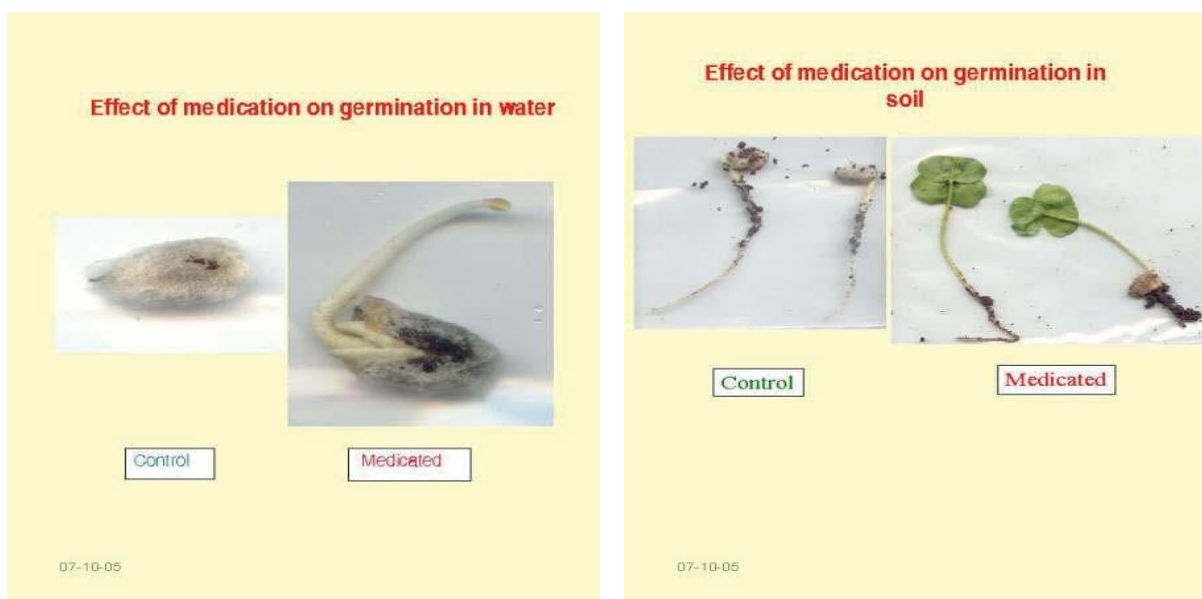 Effect of medication on germination in water
Control
Medicated
07-10-05
Effect of medication on germination in
soil
Control
Medicated
07-10-05